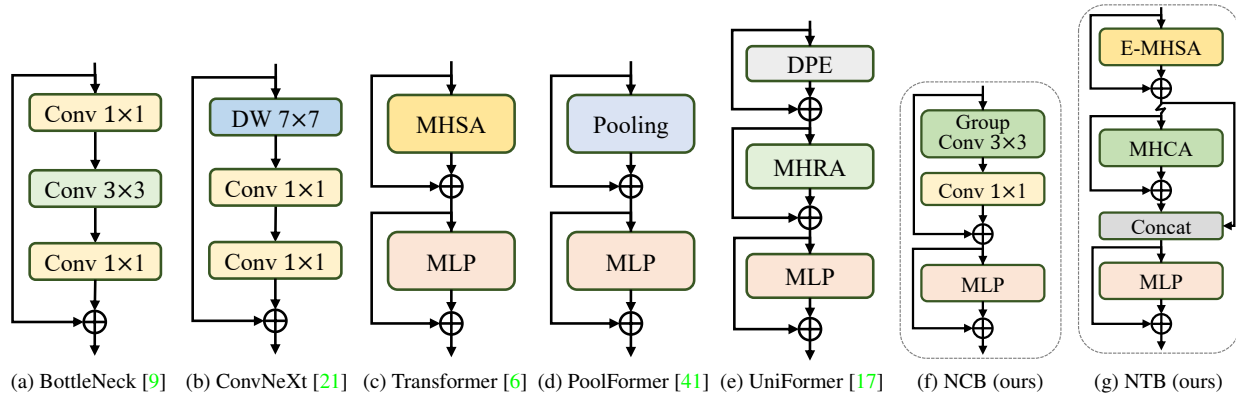 Conv 1×1
Conv 3×3
Conv 1×1
(a) BottleNeck [9]
DW 7×7
Conv 1×1
Conv 1×1
(b) ConvNeXt [21]
MHSA
MLP
(c) Transformer [6]
Pooling
MLP
(d) PoolFormer [41]
DPE
MHRA
MLP
(e) UniFormer [17]
Group
Conv 3×3
Conv 1×1
MLP
(f) NCB (ours)
E-MHSA
MHCA
Concat
MLP
(g) NTB (ours)